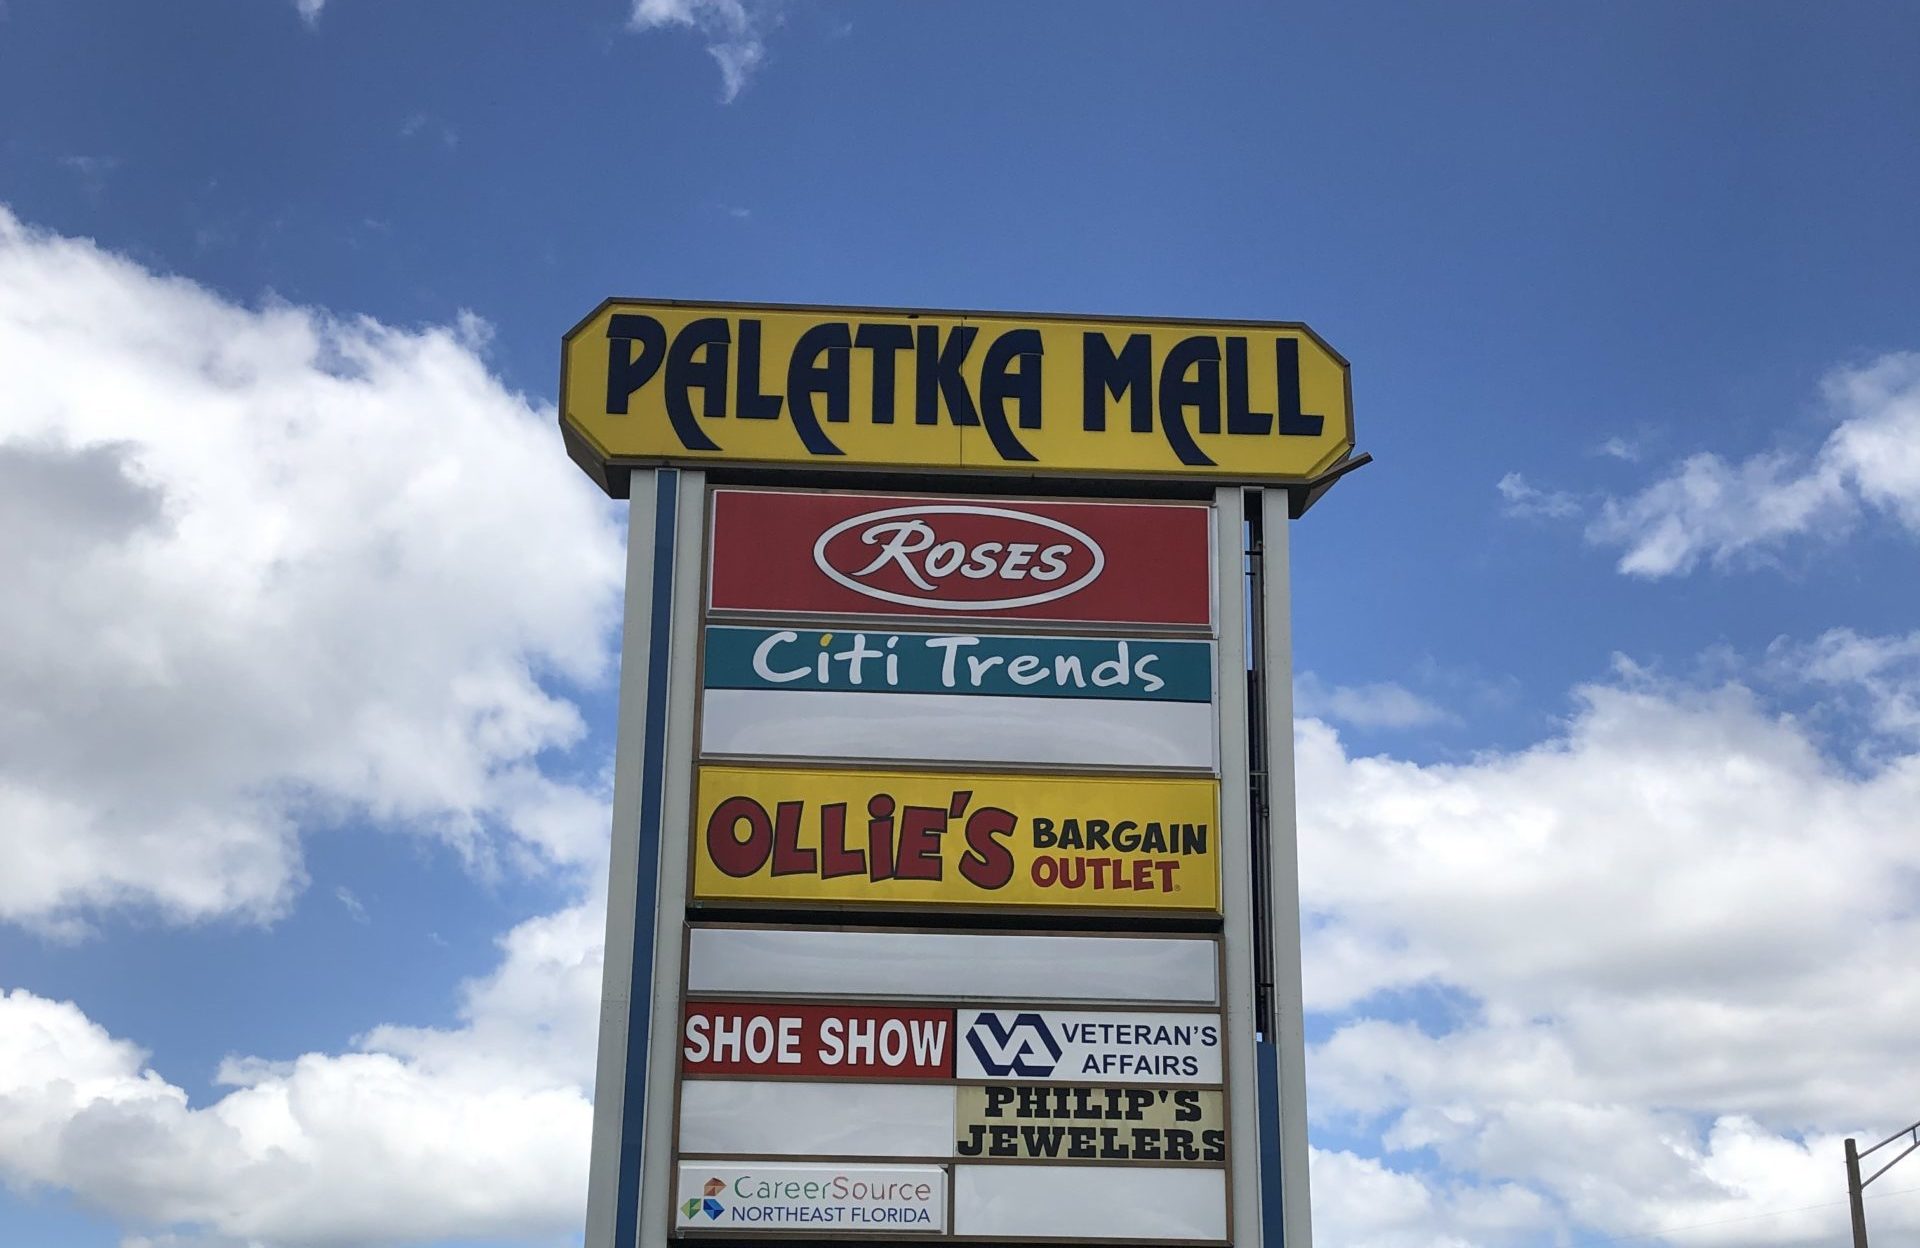 PALATKA MALL
ROSES
Citi Trends
OLLiE'S BARGAIN
OUTLET
SHOE SHOW
VA VETERAN'S
AFFAIRS
PHILIP'S
JEWELERS
CareerSource
NORTHEAST FLORIDA